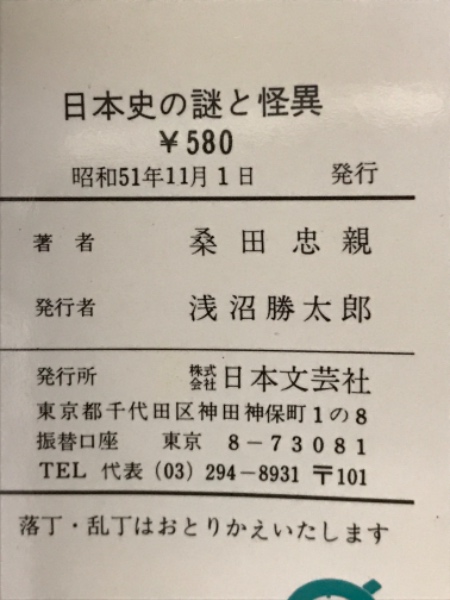 日本史の謎と怪異
￥580
昭和51年11月1日 発行
著者 桑田忠親
発行者 浅沼勝太郎
発行所 株式会社日本文芸社
東京都千代田区神田神保町1の8
振替口座 東京 8－73081
TEL 代表(03) 294－8931 〒101
落丁・乱丁はおとりかえいたします